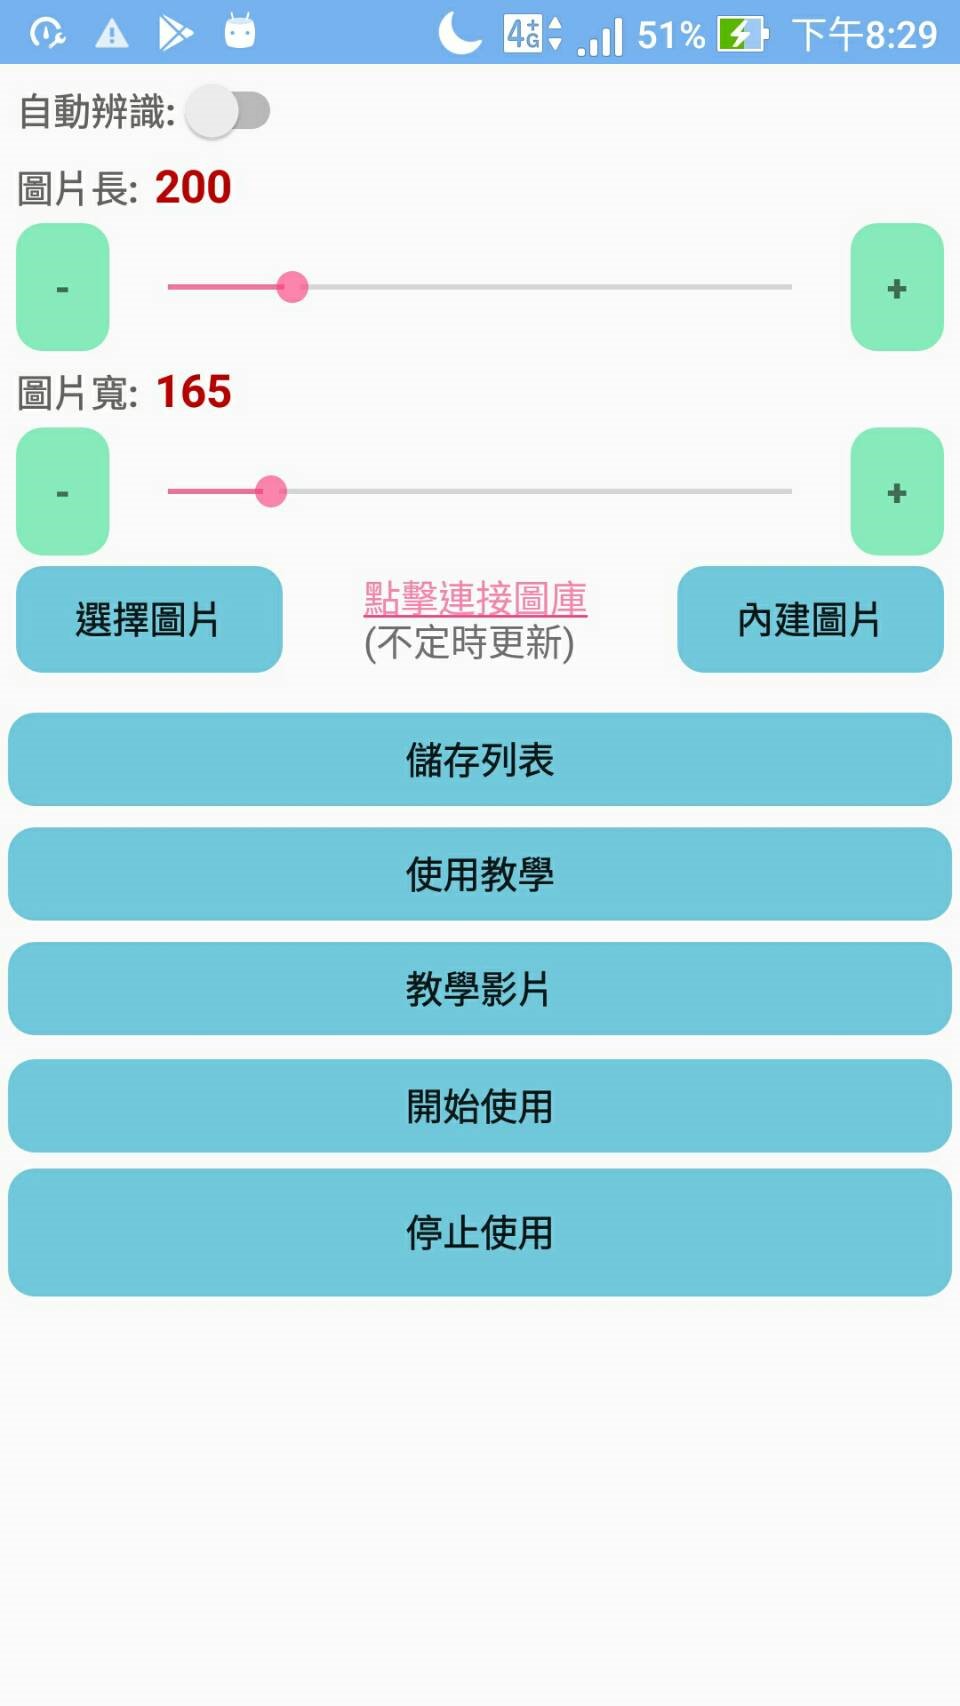 51% 下午8:29
自動辨識:
圖片長: 200
- +
圖片寬: 165
- +
選擇圖片
點擊連接圖庫
(不定時更新)
內建圖片
儲存列表
使用教學
教學影片
開始使用
停止使用